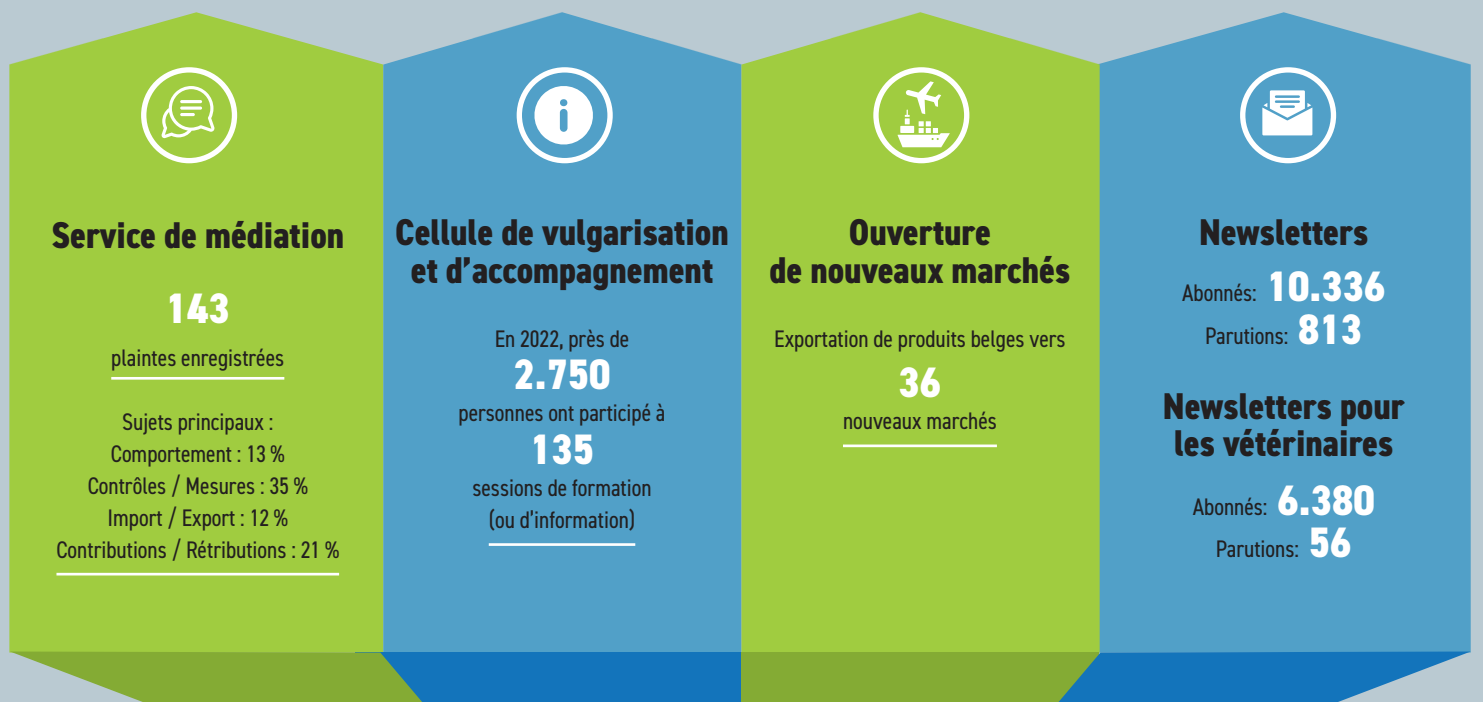 Service de médiation
143
plaintes enregistrées
Sujets principaux :
Comportement : 13 %
Contrôles / Mesures : 35 %
Import / Export : 12 %
Contributions / Rétributions : 21 %
Cellule de vulgarisation
et d'accompagnement
En 2022, près de
2.750
personnes ont participé à
135
sessions de formation
(ou d'information)
Ouverture
de nouveaux marchés
Exportation de produits belges vers
36
nouveaux marchés
Newsletters
Abonnés: 10.336
Parutions: 813
Newsletters pour
les vétérinaires
Abonnés: 6.380
Parutions: 56